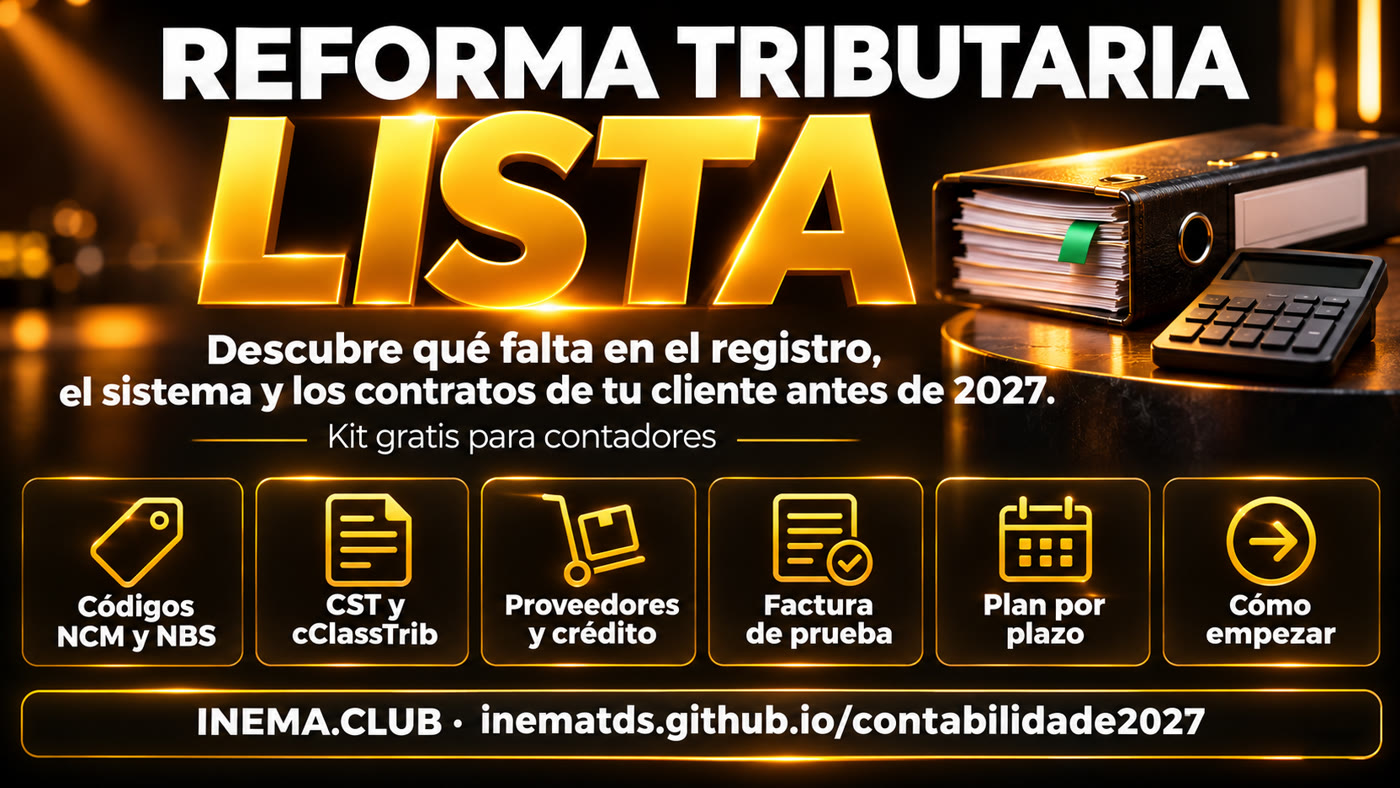 REFORMA TRIBUTARIA
LISTA
Descubre qué falta en el registro,
el sistema y los contratos de tu cliente antes de 2027.
Kit gratis para contadores
Códigos
NCM y NBS
CST y
cClassTrib
Proveedores
y crédito
Factura
de prueba
Plan por
plazo
Cómo
empezar
INEMA.CLUB · inematds.github.io/contabilidade2027